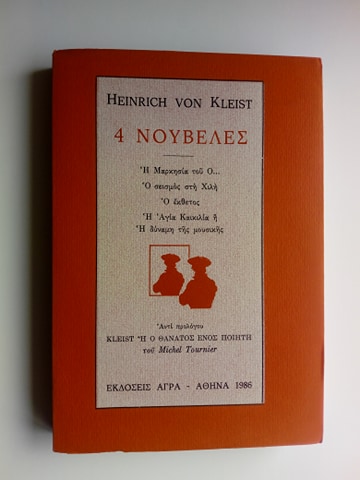 HEINRICH VON KLEIST
4 ΝΟΥΒΕΛΕΣ
Ἡ Μαρκησία τοῦ Ο...
Ὁ σεισμὸς στὴ Χιλὴ
Ὁ ἔκθετος
Ἡ Ἁγία Καικιλία ἢ
Ἡ δύναμη τῆς μουσικῆς
Ἀντὶ προλόγου
KLEIST Ἢ Ο ΘΑΝΑΤΟΣ ΕΝΟΣ ΠΟΙΗΤΗ
τοῦ Michel Tournier
ΕΚΔΟΣΕΙΣ ΑΓΡΑ - ΑΘΗΝΑ 1986